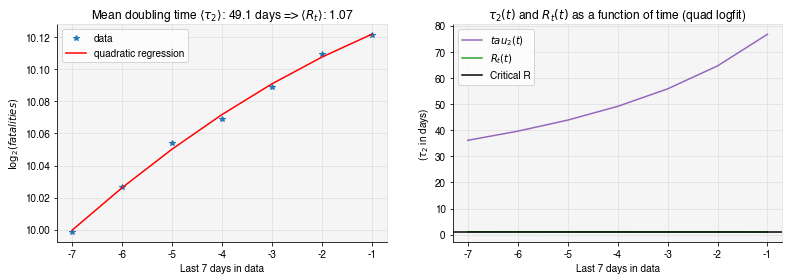 Mean doubling time ⟨τ₂⟩: 49.1 days => ⟨Rₜ⟩: 1.07
log₂(fatalities)
10.12
10.10
10.08
10.06
10.04
10.02
10.00
data
quadratic regression
-7 -6 -5 -4 -3 -2 -1
Last 7 days in data
τ₂(t) and Rₜ(t) as a function of time (quad logfit)
(τ₂ in days)
80
70
60
50
40
30
20
10
0
tau₂(t)
Rₜ(t)
Critical R
-7 -6 -5 -4 -3 -2 -1
Last 7 days in data